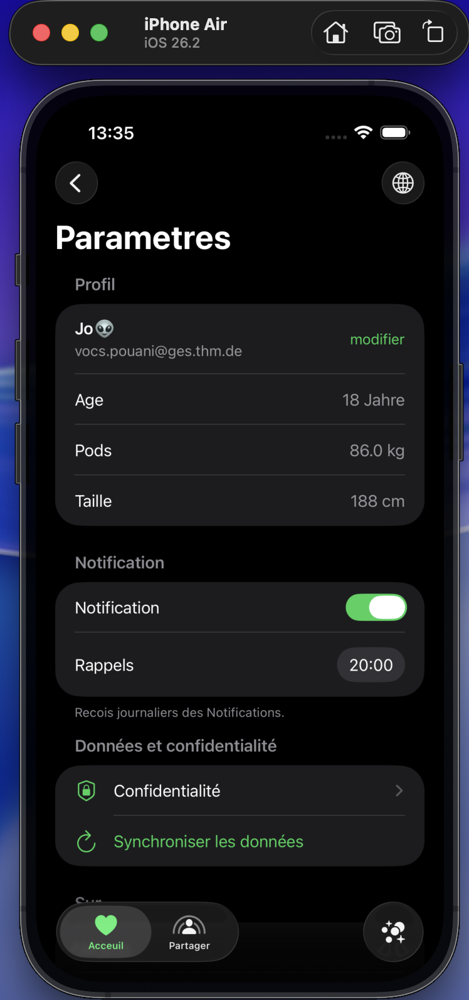 iPhone Air
iOS 26.2
13:35
Parametres
Profil
Jo👽
vocs.pouani@ges.thm.de
modifier
Age 18 Jahre
Pods 86.0 kg
Taille 188 cm
Notification
Notification
Rappels 20:00
Recois journaliers des Notifications.
Données et confidentialité
Confidentialité
Synchroniser les données
Sur
Acceuil Partager